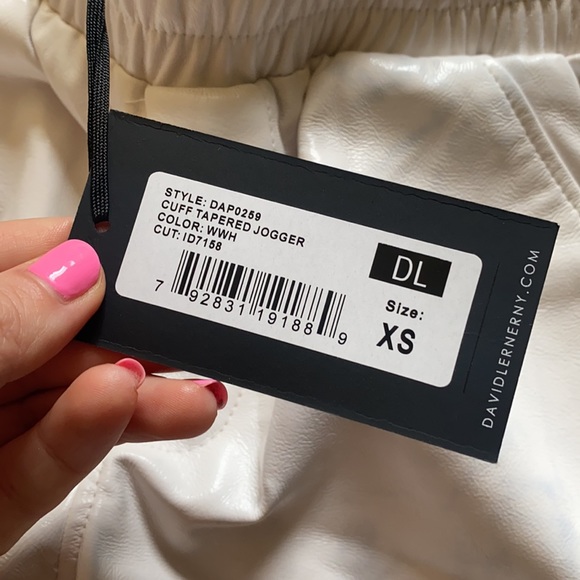 STYLE: DAP0259
CUFF TAPERED JOGGER
COLOR: WWH
CUT: ID7158
7 92831 19188 9
DL
Size:
XS
DAVIDLERNERNY.COM